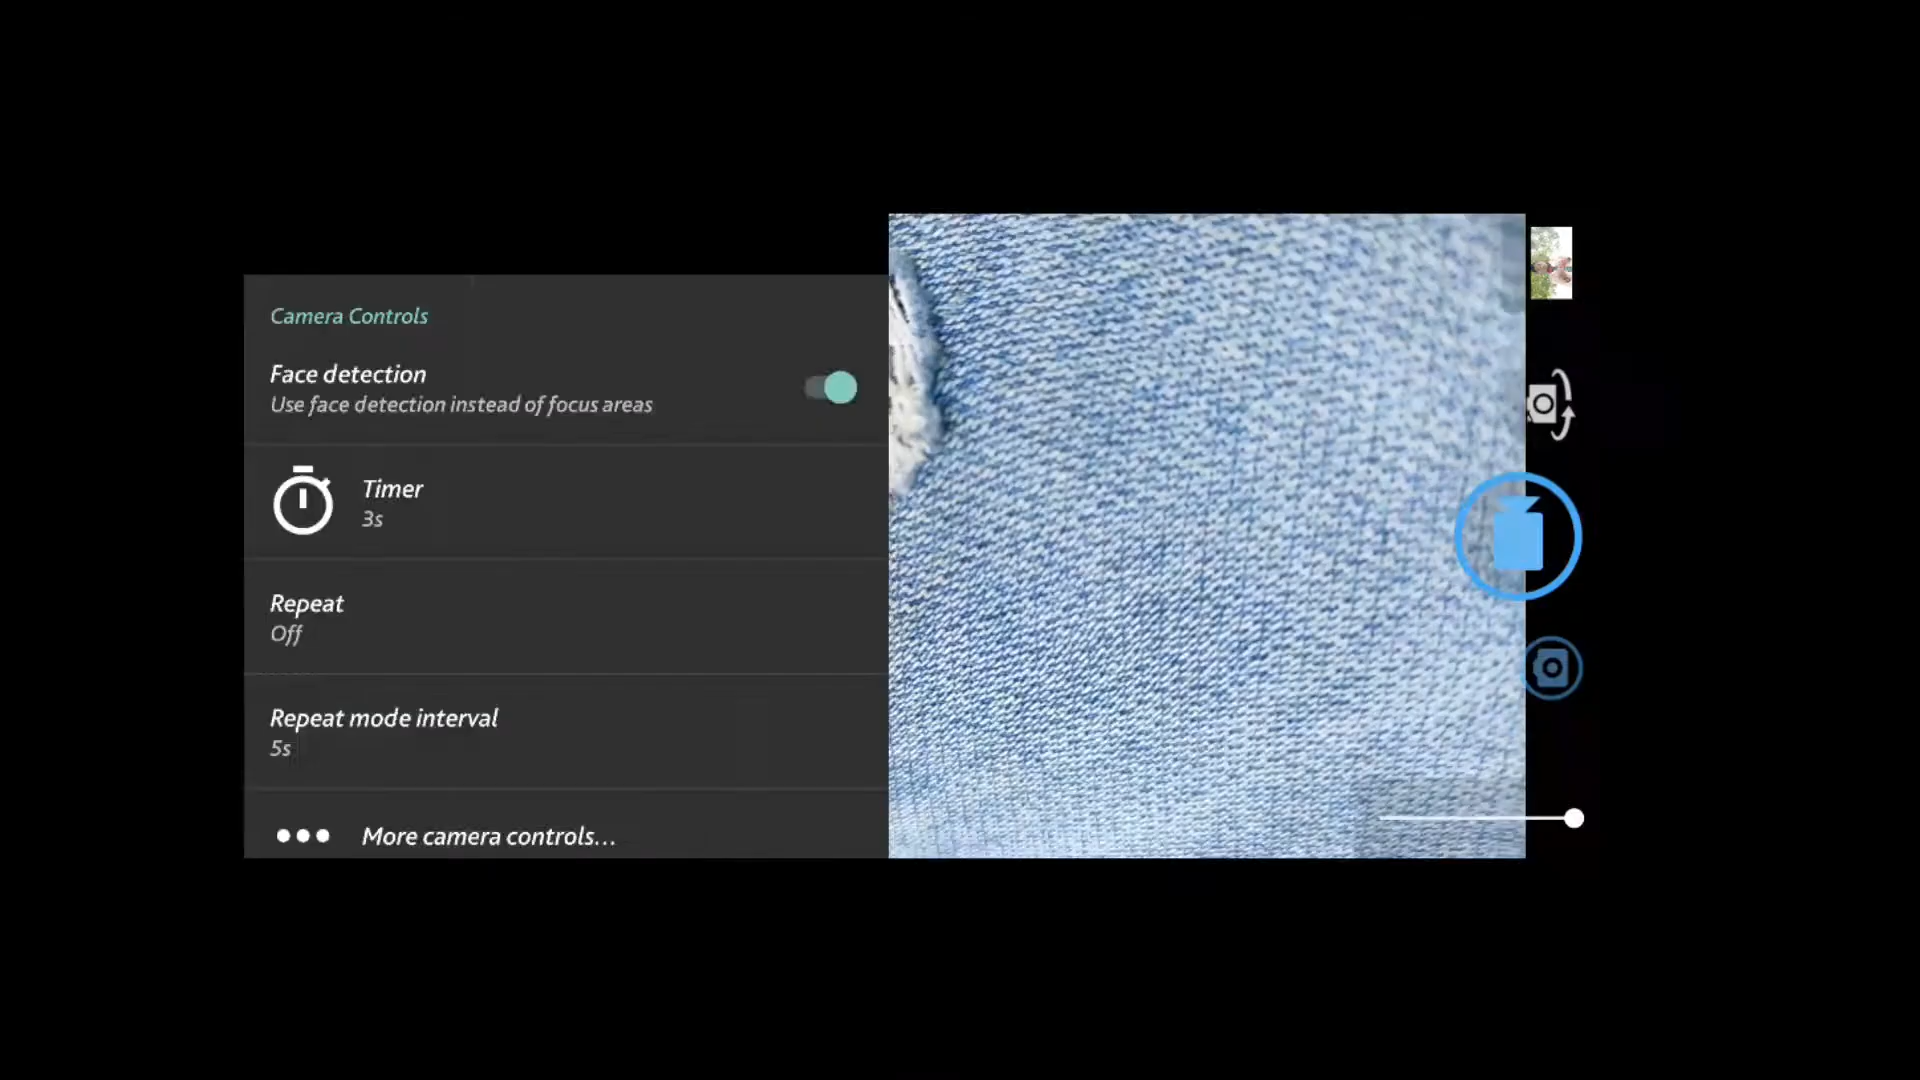 Camera Controls
Face detection
Use face detection instead of focus areas
Timer
3s
Repeat
Off
Repeat mode interval
5s
More camera controls...